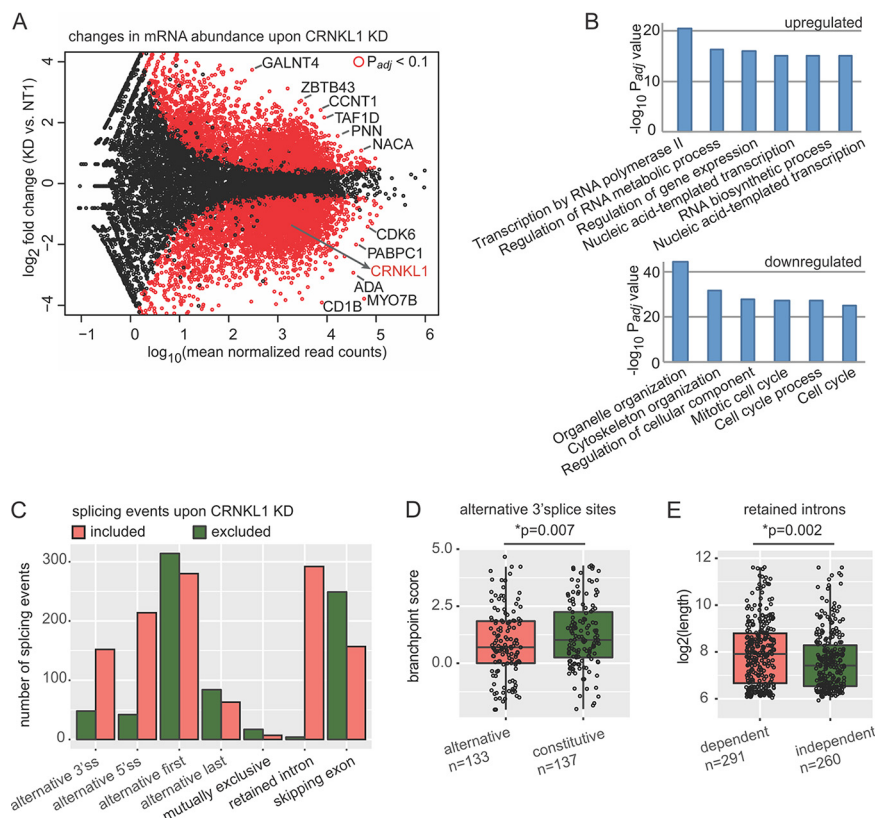 A
changes in mRNA abundance upon CRNKL1 KD
log2 fold change (KD vs. NT1)
4
2
0
-2
-4
GALNT4
Padj < 0.1
ZBTB43
CCNT1
TAF1D
PNN
NACA
CDK6
PABPC1
CRNKL1
ADA
MYO7B
CD1B
−1
0
1
2
3
4
5
6
log10(mean normalized read counts)
B
upregulated
-log10 Padj value
20
10
0
Transcription by RNA polymerase II
Regulation of RNA metabolic process
Regulation of gene expression
Nucleic acid-templated transcription
RNA biosynthetic process
Nucleic acid-templated transcription
downregulated
-log10 Padj value
40
20
0
Organelle organization
Cytoskeleton organization
Regulation of cellular component
Mitotic cell cycle
Cell cycle process
Cell cycle
C
splicing events upon CRNKL1 KD
included
excluded
number of splicing events
300
200
100
0
alternative 3'ss
alternative 5'ss
alternative first
alternative last
mutually exclusive
retained intron
skipping exon
D
alternative 3'splice sites
*p=0.007
branchpoint score
5.0
2.5
0.0
alternative
n=133
constitutive
n=137
E
retained introns
*p=0.002
log2(length)
12
10
8
6
dependent
n=291
independent
n=260